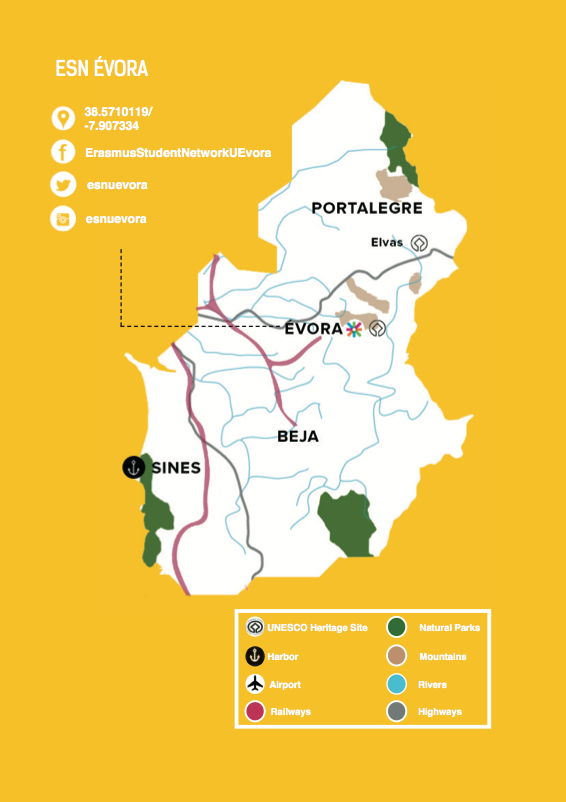 ESN ÉVORA
38.5710119/
-7.907334
ErasmusStudentNetworkUEvora
esnuevora
esnuevora
PORTALEGRE
Elvas
ÉVORA
BEJA
SINES
UNESCO Heritage Site
Natural Parks
Harbor
Mountains
Airport
Rivers
Railways
Highways